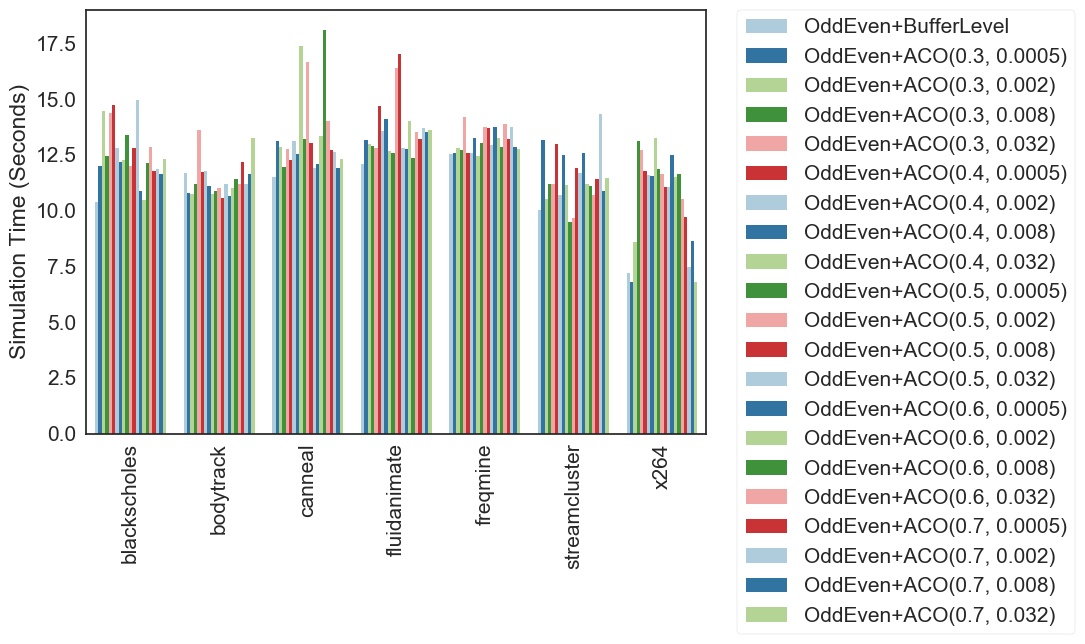 Simulation Time (Seconds)
17.5
15.0
12.5
10.0
7.5
5.0
2.5
0.0
blackscholes
bodytrack
canneal
fluidanimate
freqmine
streamcluster
x264
OddEven+BufferLevel
OddEven+ACO(0.3, 0.0005)
OddEven+ACO(0.3, 0.002)
OddEven+ACO(0.3, 0.008)
OddEven+ACO(0.3, 0.032)
OddEven+ACO(0.4, 0.0005)
OddEven+ACO(0.4, 0.002)
OddEven+ACO(0.4, 0.008)
OddEven+ACO(0.4, 0.032)
OddEven+ACO(0.5, 0.0005)
OddEven+ACO(0.5, 0.002)
OddEven+ACO(0.5, 0.008)
OddEven+ACO(0.5, 0.032)
OddEven+ACO(0.6, 0.0005)
OddEven+ACO(0.6, 0.002)
OddEven+ACO(0.6, 0.008)
OddEven+ACO(0.6, 0.032)
OddEven+ACO(0.7, 0.0005)
OddEven+ACO(0.7, 0.002)
OddEven+ACO(0.7, 0.008)
OddEven+ACO(0.7, 0.032)